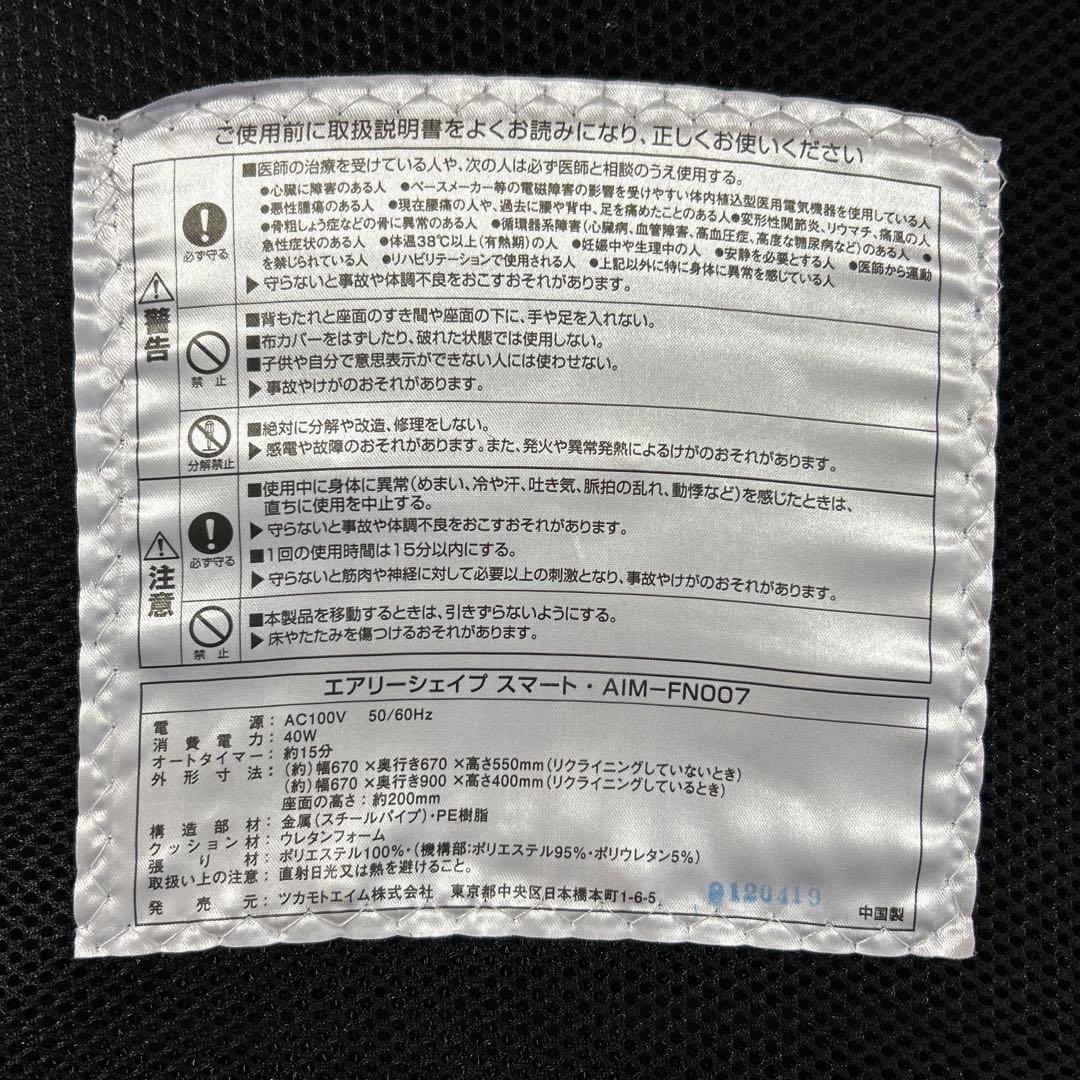 ご使用前に取扱説明書をよくお読みになり、正しくお使いください
⚠警告
必ず守る
■医師の治療を受けている人や、次の人は必ず医師と相談のうえ使用する。
●心臓に障害のある人 ●ペースメーカー等の電磁障害の影響を受けやすい体内植込型医用電気機器を使用している人
●悪性腫瘍のある人 ●現在腰痛の人や、過去に腰や背中、足を痛めたことのある人●変形性関節炎、リウマチ、痛風の人
●骨粗しょう症などの骨に異常のある人 ●循環器系障害(心臓病、血管障害、高血圧症、高度な糖尿病など)のある人 ●
急性症状のある人 ●体温38℃以上(有熱期)の人 ●妊娠中や生理中の人 ●安静を必要とする人 ●医師から運動
を禁じられている人 ●リハビリテーションで使用される人 ●上記以外に特に身体に異常を感じている人
▶守らないと事故や体調不良をおこすおそれがあります。
禁止
■背もたれと座面のすき間や座面の下に、手や足を入れない。
■布カバーをはずしたり、破れた状態では使用しない。
■子供や自分で意思表示ができない人には使わせない。
▶事故やけがのおそれがあります。
分解禁止
■絶対に分解や改造、修理をしない。
▶感電や故障のおそれがあります。また、発火や異常発熱によるけがのおそれがあります。
⚠注意
必ず守る
■使用中に身体に異常(めまい、冷や汗、吐き気、脈拍の乱れ、動悸など)を感じたときは、
直ちに使用を中止する。
▶守らないと事故や体調不良をおこすおそれがあります。
■1回の使用時間は15分以内にする。
▶守らないと筋肉や神経に対して必要以上の刺激となり、事故やけがのおそれがあります。
禁止
■本製品を移動するときは、引きずらないようにする。
▶床やたたみを傷つけるおそれがあります。
エアリーシェイプ スマート・AIM-FN007
電源:AC100V 50/60Hz
消費電力:40W
オートタイマー:約15分
外形寸法:(約)幅670×奥行き670×高さ550mm(リクライニングしていないとき)
(約)幅670×奥行き900×高さ400mm(リクライニングしているとき)
座面の高さ:約200mm
構造部材:金属(スチールパイプ)・PE樹脂
クッション材:ウレタンフォーム
張り材:ポリエステル100%・(機構部:ポリエステル95%・ポリウレタン5%)
取扱い上の注意:直射日光又は熱を避けること。
発売元:ツカモトエイム株式会社 東京都中央区日本橋本町1-6-5
9120419
中国製